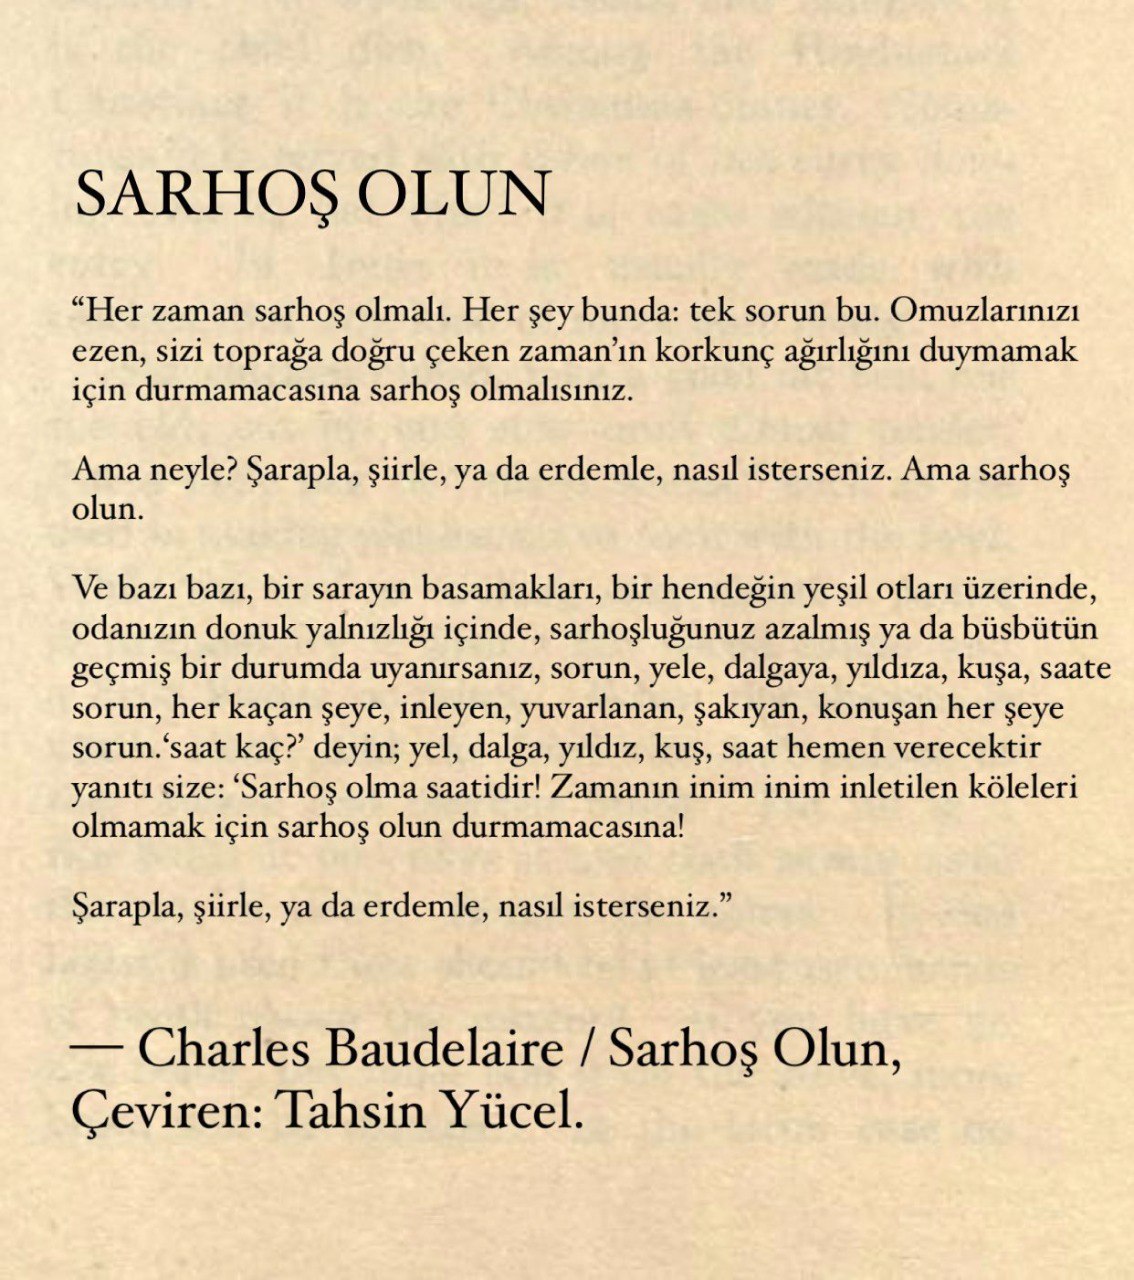 SARHOŞ OLUN
“Her zaman sarhoş olmalı. Her şey bunda: tek sorun bu. Omuzlarınızı
ezen, sizi toprağa doğru çeken zaman’ın korkunç ağırlığını duymamak
için durmamacasına sarhoş olmalısınız.
Ama neyle? Şarapla, şiirle, ya da erdemle, nasıl isterseniz. Ama sarhoş
olun.
Ve bazı bazı, bir sarayın basamakları, bir hendeğin yeşil otları üzerinde,
odanızın donuk yalnızlığı içinde, sarhoşluğunuz azalmış ya da büsbütün
geçmiş bir durumda uyanırsanız, sorun, yele, dalgaya, yıldıza, kuşa, saate
sorun, her kaçan şeye, inleyen, yuvarlanan, şakıyan, konuşan her şeye
sorun.‘saat kaç?’ deyin; yel, dalga, yıldız, kuş, saat hemen verecektir
yanıtı size: ‘Sarhoş olma saatidir! Zamanın inim inim inletilen köleleri
olmamak için sarhoş olun durmamacasına!
Şarapla, şiirle, ya da erdemle, nasıl isterseniz.”
— Charles Baudelaire / Sarhoş Olun,
Çeviren: Tahsin Yücel.